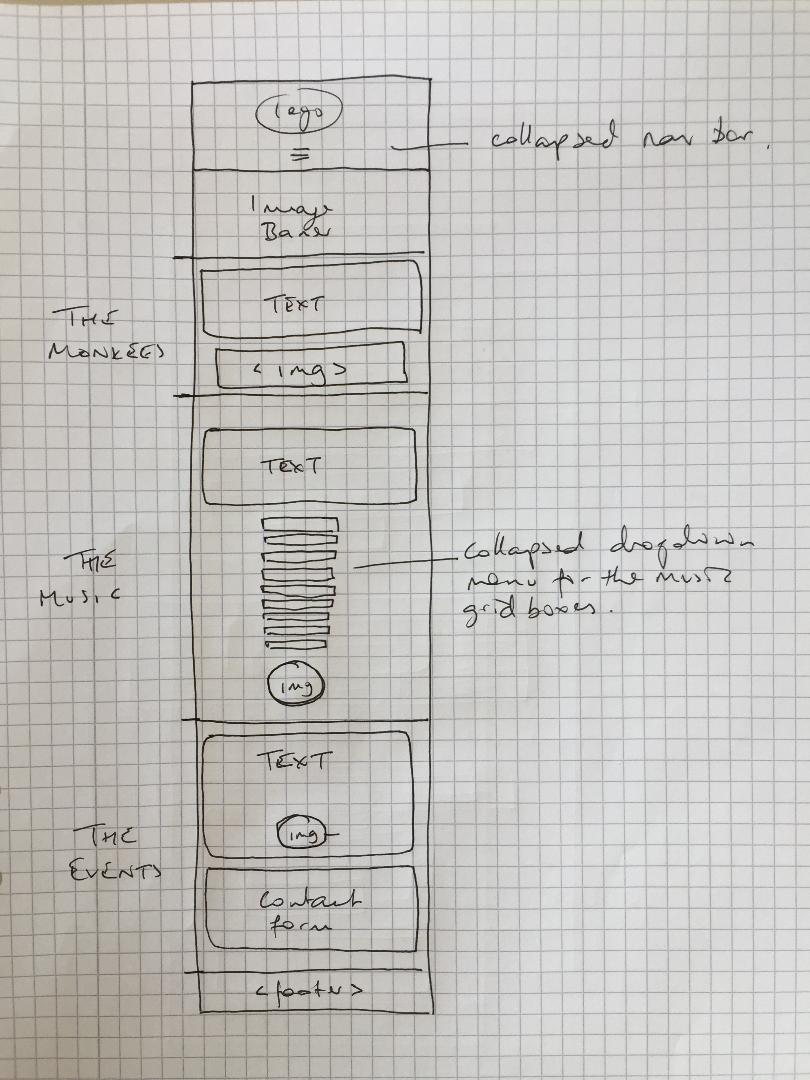 logo
collapsed nav bar.
Image
Baner
TEXT
THE
MONKEES
<img>
TEXT
THE
MUSIC
collapsed dropdown
menu for the music
grid boxes.
img
TEXT
img
THE
EVENTS
Contact
form
<footer>